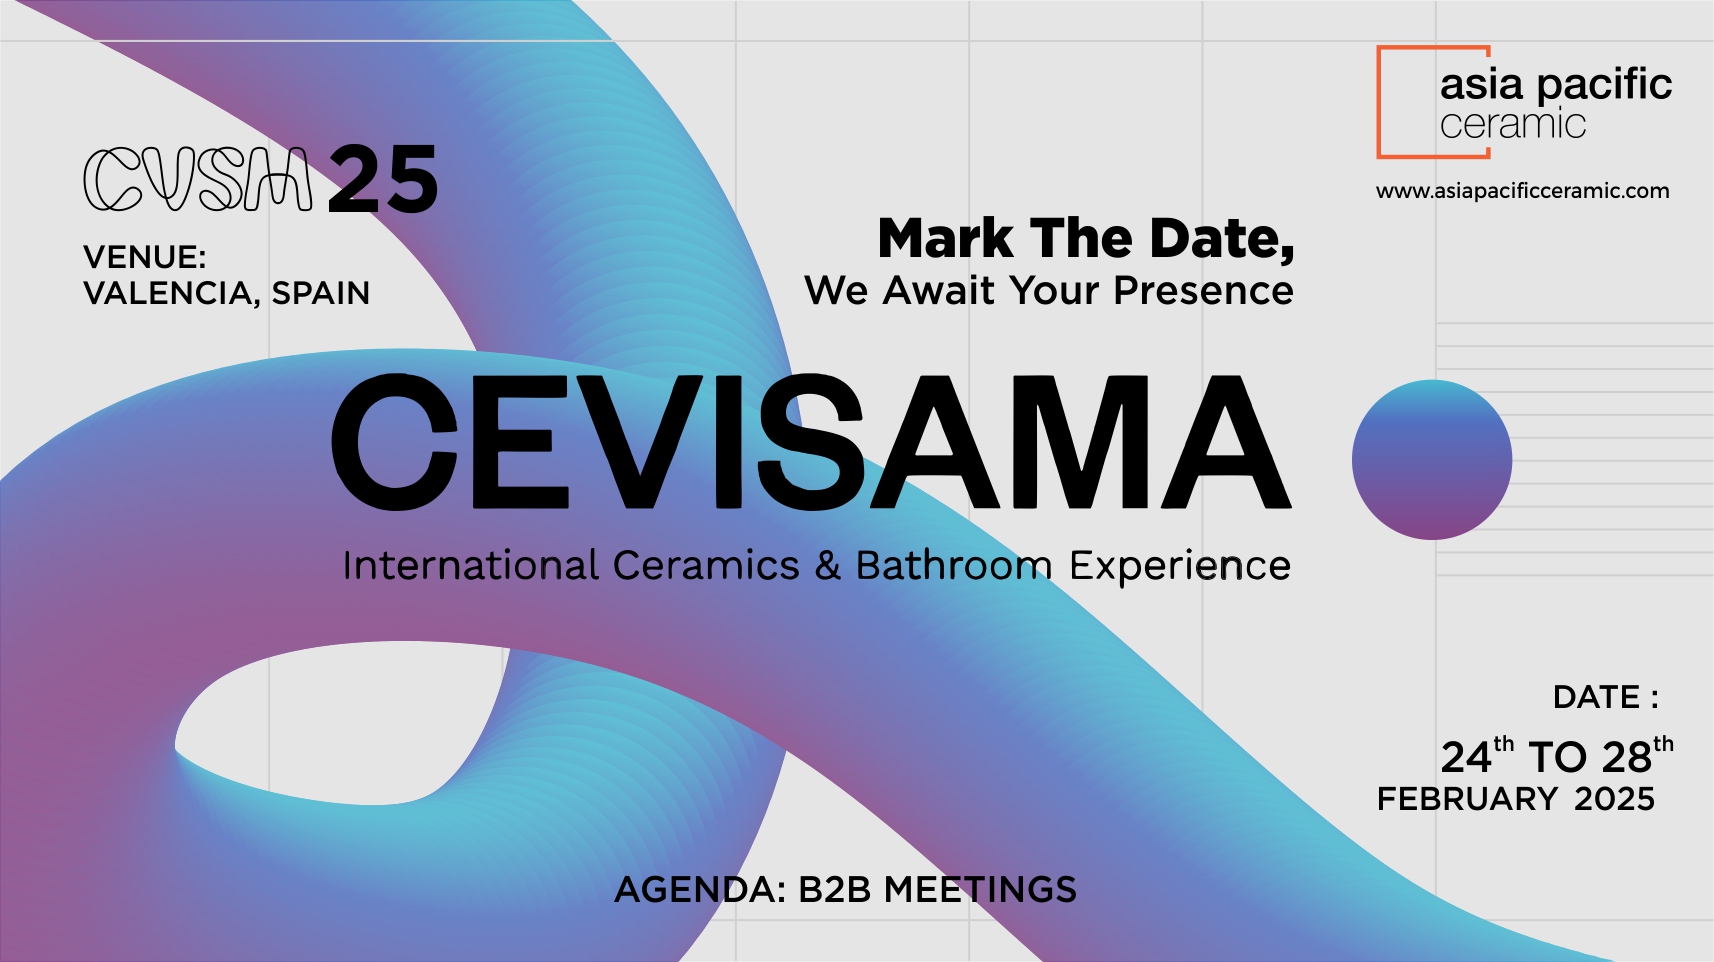 asia pacific
ceramic
www.asiapacificceramic.com
CVSM 25
VENUE:
VALENCIA, SPAIN
Mark The Date,
We Await Your Presence
CEVISAMA
International Ceramics & Bathroom Experience
DATE :
24th TO 28th
FEBRUARY 2025
AGENDA: B2B MEETINGS